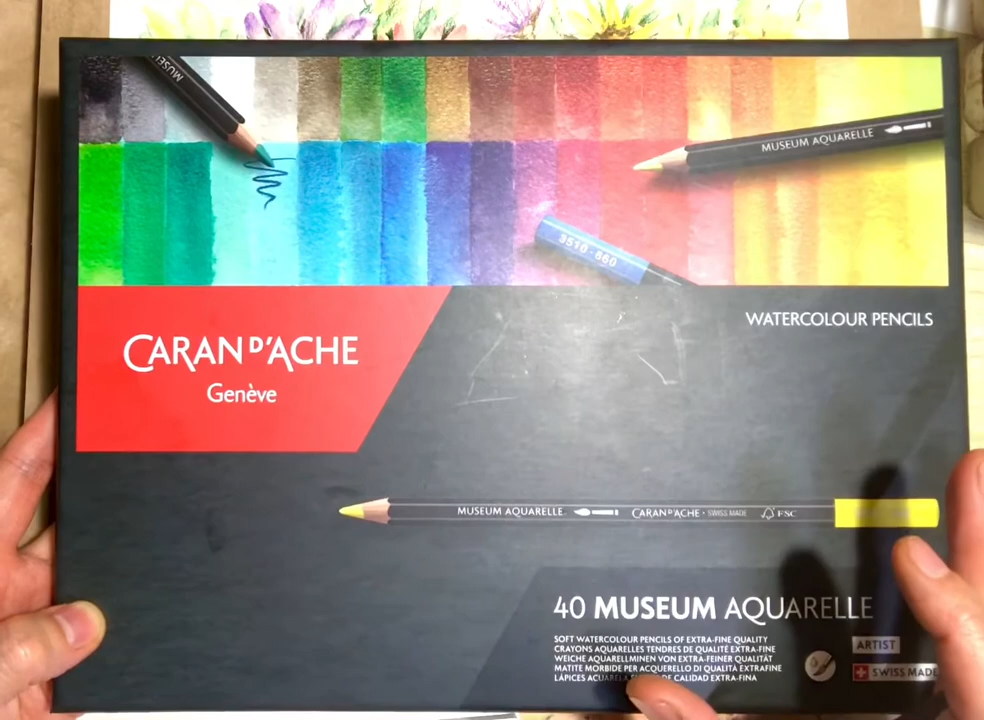 MUSE
MUSEUM AQUARELLE
3510-660
WATERCOLOUR PENCILS
CARAN D'ACHE
Genève
MUSEUM AQUARELLE CARAN D'ACHE · SWISS MADE FSC
40 MUSEUM AQUARELLE
SOFT WATERCOLOUR PENCILS OF EXTRA-FINE QUALITY
CRAYONS AQUARELLES TENDRES DE QUALITÉ EXTRA-FINE
WEICHE AQUARELLMINEN VON EXTRA-FEINER QUALITÄT
MATITE MORBIDE PER ACQUERELLO DI QUALITÀ EXTRAFINE
LÁPICES DE CALIDAD EXTRA-FINA
ARTIST
SWISS MADE